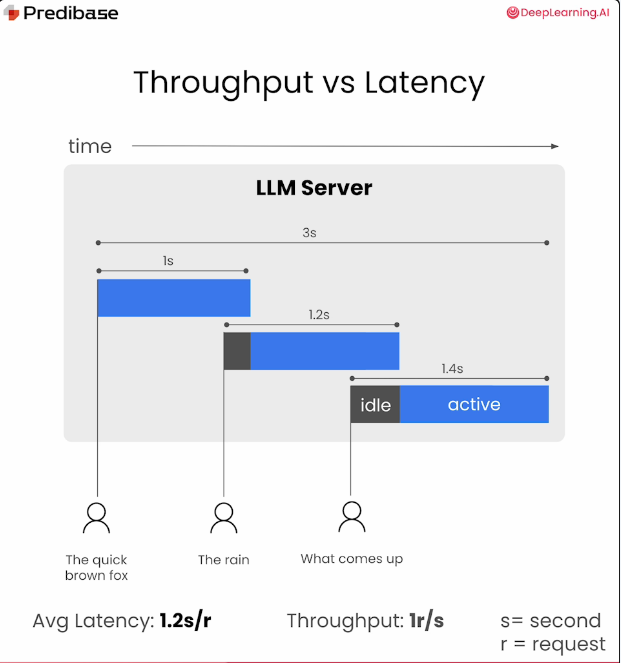 Predibase
DeepLearning.AI
Throughput vs Latency
time
LLM Server
3s
1s
1.2s
1.4s
idle
active
The quick
brown fox
The rain
What comes up
Avg Latency: 1.2s/r
Throughput: 1r/s
s= second
r = request